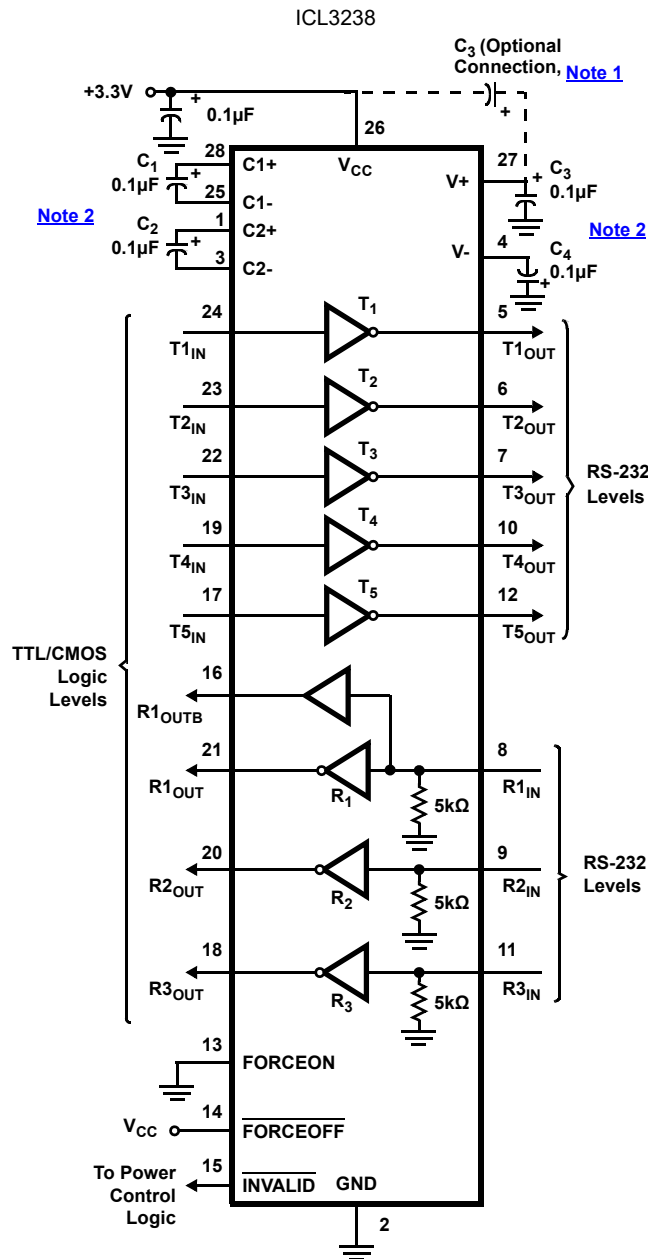 ICL3238
C3 (Optional
Connection, Note 1
+3.3V
+
0.1µF
+
26
28
C1+
VCC
27
V+
C1
0.1µF
+
25
C1-
+
C3
0.1µF
Note 2
1
C2+
C2
0.1µF
+
3
C2-
4
V-
Note 2
C4
0.1µF
+
24
T1
5
T1IN
T1OUT
23
T2
6
T2IN
T2OUT
22
T3
7
T3IN
T3OUT
RS-232
Levels
19
T4
10
T4IN
T4OUT
17
T5
12
T5IN
T5OUT
TTL/CMOS
Logic
Levels
16
R1OUTB
21
8
R1OUT
R1
5kΩ
R1IN
20
9
R2OUT
R2
5kΩ
R2IN
RS-232
Levels
18
11
R3OUT
R3
5kΩ
R3IN
13
FORCEON
14
VCC
FORCEOFF
15
To Power
Control
Logic
INVALID
GND
2